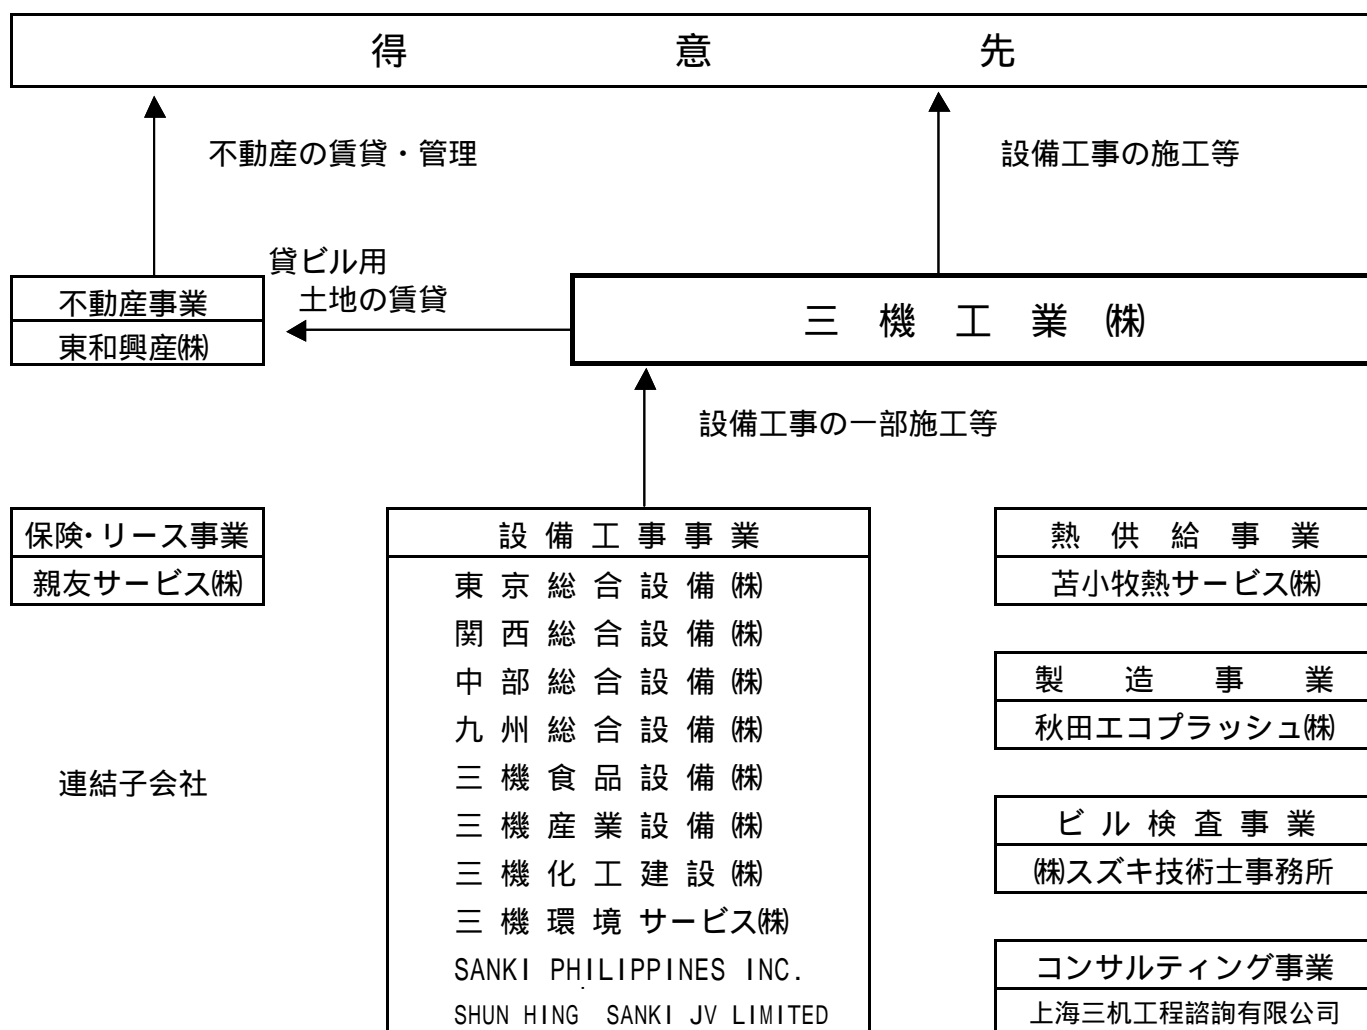 得意先
不動産の賃貸・管理
設備工事の施工等
貸ビル用
土地の賃貸
不動産事業
東和興産㈱
三機工業㈱
設備工事の一部施工等
保険・リース事業
親友サービス㈱
設備工事事業
東京総合設備㈱
関西総合設備㈱
中部総合設備㈱
九州総合設備㈱
三機食品設備㈱
三機産業設備㈱
三機化工建設㈱
三機環境サービス㈱
SANKI PHILIPPINES INC.
SHUN HING SANKI JV LIMITED
熱供給事業
苫小牧熱サービス㈱
製造事業
秋田エコプラッシュ㈱
ビル検査事業
㈱スズキ技術士事務所
コンサルティング事業
上海三机工程諮詢有限公司
連結子会社